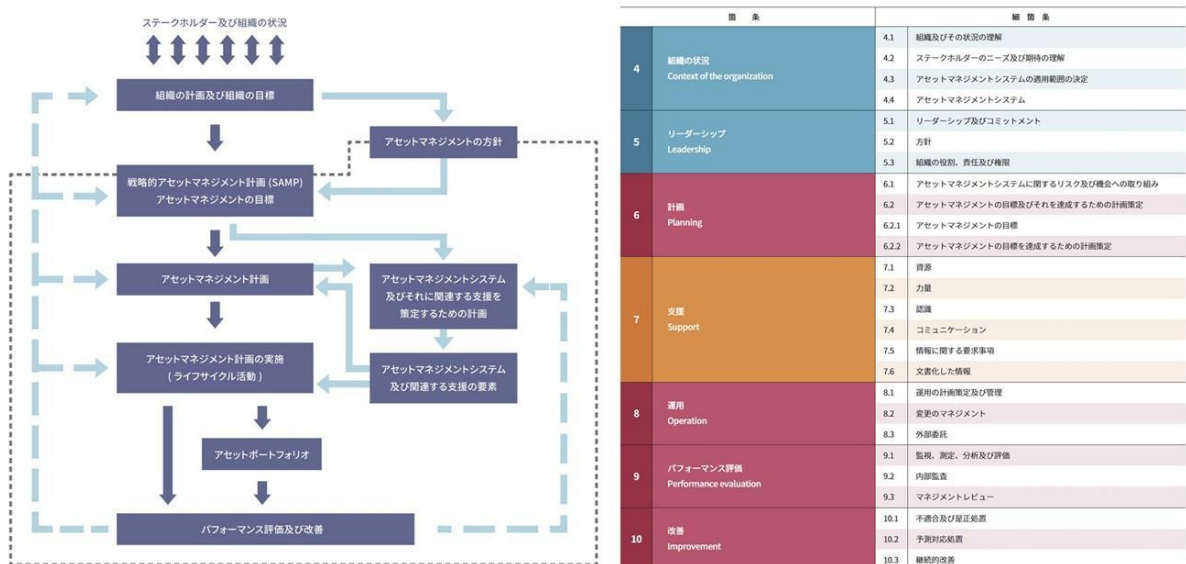 ステークホルダー及び組織の状況
組織の計画及び組織の目標
アセットマネジメントの方針
戦略的アセットマネジメント計画 (SAMP)
アセットマネジメントの目標
アセットマネジメント計画
アセットマネジメントシステム
及びそれに関連する支援を
策定するための計画
アセットマネジメント計画の実施
( ライフサイクル活動 )
アセットマネジメントシステム
及び関連する支援の要素
アセットポートフォリオ
パフォーマンス評価及び改善
箇 条
細 箇 条
4
組織の状況
Context of the organization
4.1 組織及びその状況の理解
4.2 ステークホルダーのニーズ及び期待の理解
4.3 アセットマネジメントシステムの適用範囲の決定
4.4 アセットマネジメントシステム
5
リーダーシップ
Leadership
5.1 リーダーシップ及びコミットメント
5.2 方針
5.3 組織の役割、責任及び権限
6
計画
Planning
6.1 アセットマネジメントシステムに関するリスク及び機会への取り組み
6.2 アセットマネジメントの目標及びそれを達成するための計画策定
6.2.1 アセットマネジメントの目標
6.2.2 アセットマネジメントの目標を達成するための計画策定
7
支援
Support
7.1 資源
7.2 力量
7.3 認識
7.4 コミュニケーション
7.5 情報に関する要求事項
7.6 文書化した情報
8
運用
Operation
8.1 運用の計画策定及び管理
8.2 変更のマネジメント
8.3 外部委託
9
パフォーマンス評価
Performance evaluation
9.1 監視、測定、分析及び評価
9.2 内部監査
9.3 マネジメントレビュー
10
改善
Improvement
10.1 不適合及び是正処置
10.2 予測対応処置
10.3 継続的改善